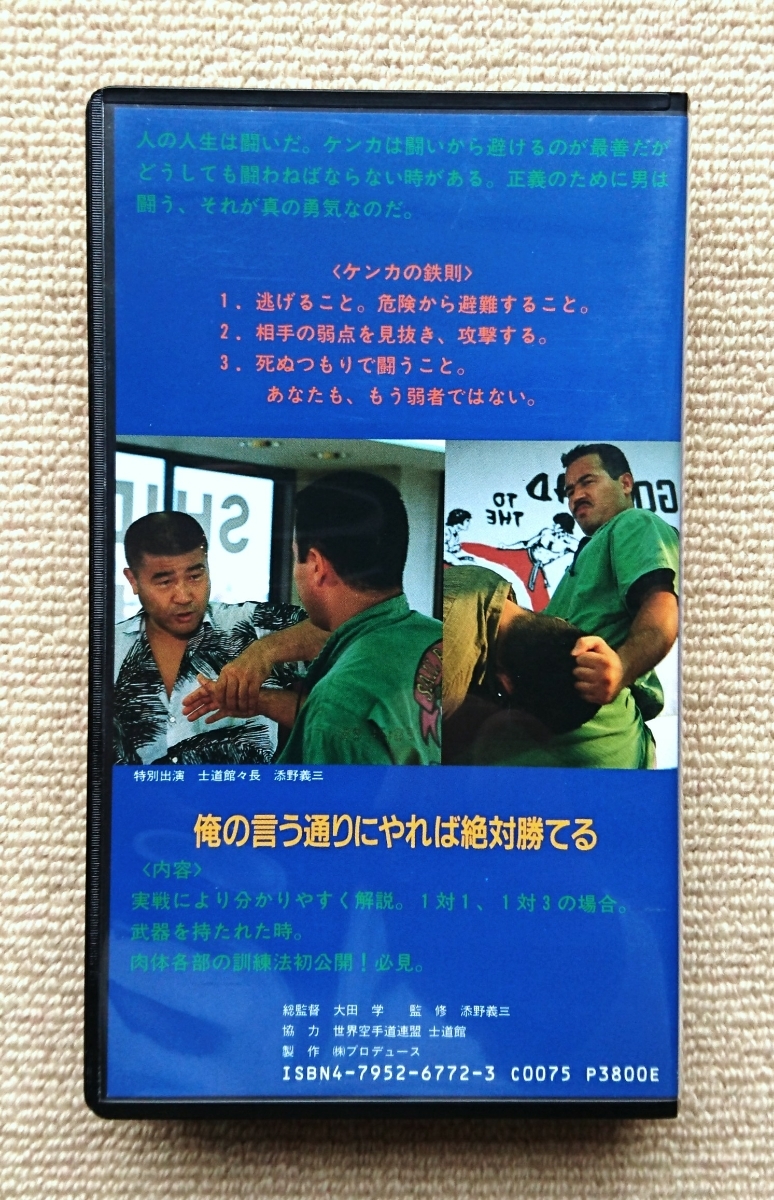 人の人生は闘いだ。ケンカは闘いから避けるのが最善だが
どうしても闘わねばならない時がある。正義のために男は
闘う、それが真の勇気なのだ。
〈ケンカの鉄則〉
1．逃げること。危険から避難すること。
2．相手の弱点を見抜き、攻撃する。
3．死ぬつもりで闘うこと。
あなたも、もう弱者ではない。
SHID
TO
THE
特別出演 士道館々長 添野義三
俺の言う通りにやれば絶対勝てる
〈内容〉
実戦により分かりやすく解説。1対1、1対3の場合。
武器を持たれた時。
肉体各部の訓練法初公開！必見。
総監督 大田 学 監 修 添野義三
協 力 世界空手道連盟 士道館
製 作 ㈱プロデュース
ISBN4-7952-6772-3 C0075 P3800E